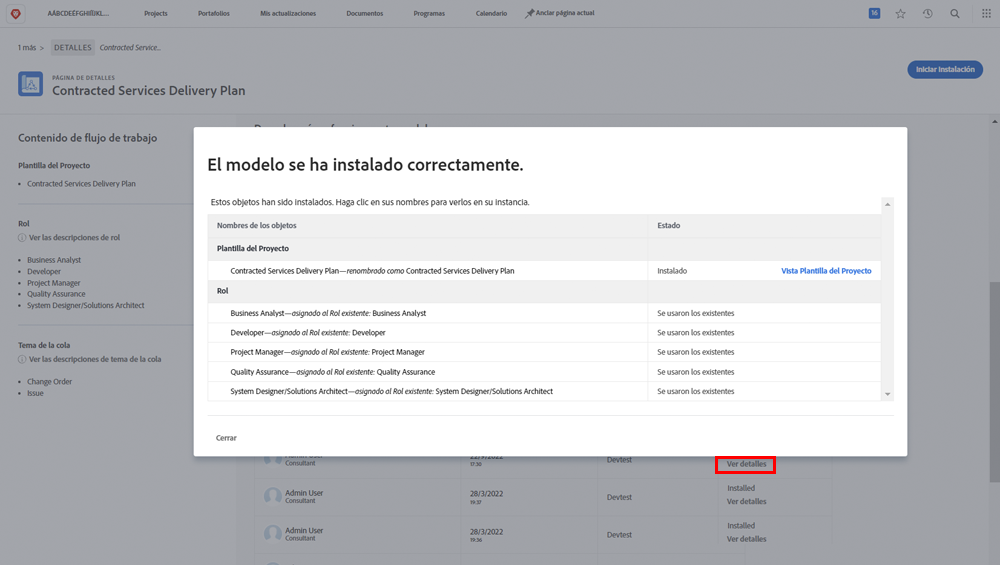 AÁBCDEÉFGHIÍJKL... Projects Portafolios Mis actualizaciones Documentos Programas Calendario Anclar página actual 16
1 más > DETALLES Contracted Service...
PÁGINA DE DETALLES
Contracted Services Delivery Plan
Iniciar instalación
Contenido de flujo de trabajo
Plantilla del Proyecto
• Contracted Services Delivery Plan
Rol
Ver las descripciones de rol
• Business Analyst
• Developer
• Project Manager
• Quality Assurance
• System Designer/Solutions Architect
Tema de la cola
Ver las descripciones de tema de la cola
• Change Order
• Issue
El modelo se ha instalado correctamente.
Estos objetos han sido instalados. Haga clic en sus nombres para verlos en su instancia.
Nombres de los objetos Estado
Plantilla del Proyecto
Contracted Services Delivery Plan—renombrado como Contracted Services Delivery Plan Instalado Vista Plantilla del Proyecto
Rol
Business Analyst—asignado al Rol existente: Business Analyst Se usaron los existentes
Developer—asignado al Rol existente: Developer Se usaron los existentes
Project Manager—asignado al Rol existente: Project Manager Se usaron los existentes
Quality Assurance—asignado al Rol existente: Quality Assurance Se usaron los existentes
System Designer/Solutions Architect—asignado al Rol existente: System Designer/Solutions Architect Se usaron los existentes
Cerrar
Consultant 17:38 Devtest Ver detalles
Admin User 28/3/2022 Installed
Consultant 19:37 Devtest Ver detalles
Admin User 28/3/2022 Installed
Consultant 19:36 Devtest Ver detalles